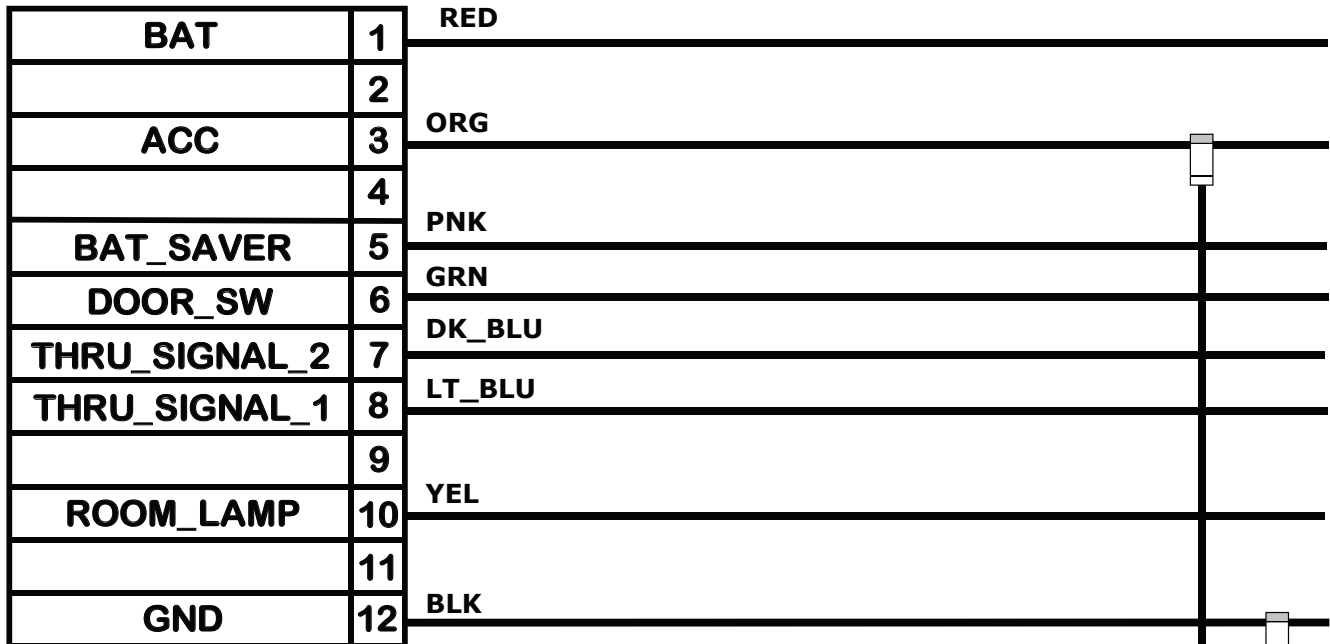 BAT 1 RED
2
ACC 3 ORG
4
BAT_SAVER 5 PNK
DOOR_SW 6 GRN
THRU_SIGNAL_2 7 DK_BLU
THRU_SIGNAL_1 8 LT_BLU
9
ROOM_LAMP 10 YEL
11
GND 12 BLK